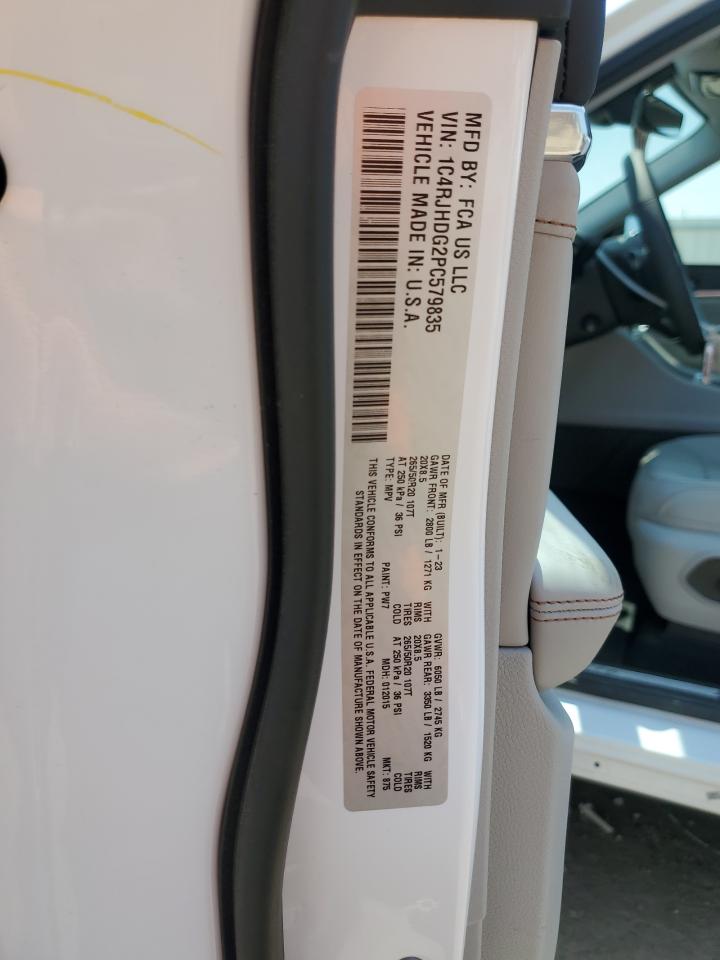 MFD BY: FCA US LLC
VIN: 1C4RJHDG2PC579835
VEHICLE MADE IN: U.S.A.
DATE OF MFR (BUILT): 1-23 GVWR: 6050 LB / 2745 KG
GAWR FRONT: 2800 LB / 1271 KG WITH GAWR REAR: 3350 LB / 1520 KG WITH
20X8.5 RIMS 20X8.5 RIMS
265/50R20 107T TIRES 265/50R20 107T TIRES
AT 250 kPa / 36 PSI COLD AT 250 kPa / 36 PSI COLD
TYPE: MPV PAINT: PW7 MDH: 012015 MKT: 875
THIS VEHICLE CONFORMS TO ALL APPLICABLE U.S.A. FEDERAL MOTOR VEHICLE SAFETY
STANDARDS IN EFFECT ON THE DATE OF MANUFACTURE SHOWN ABOVE.